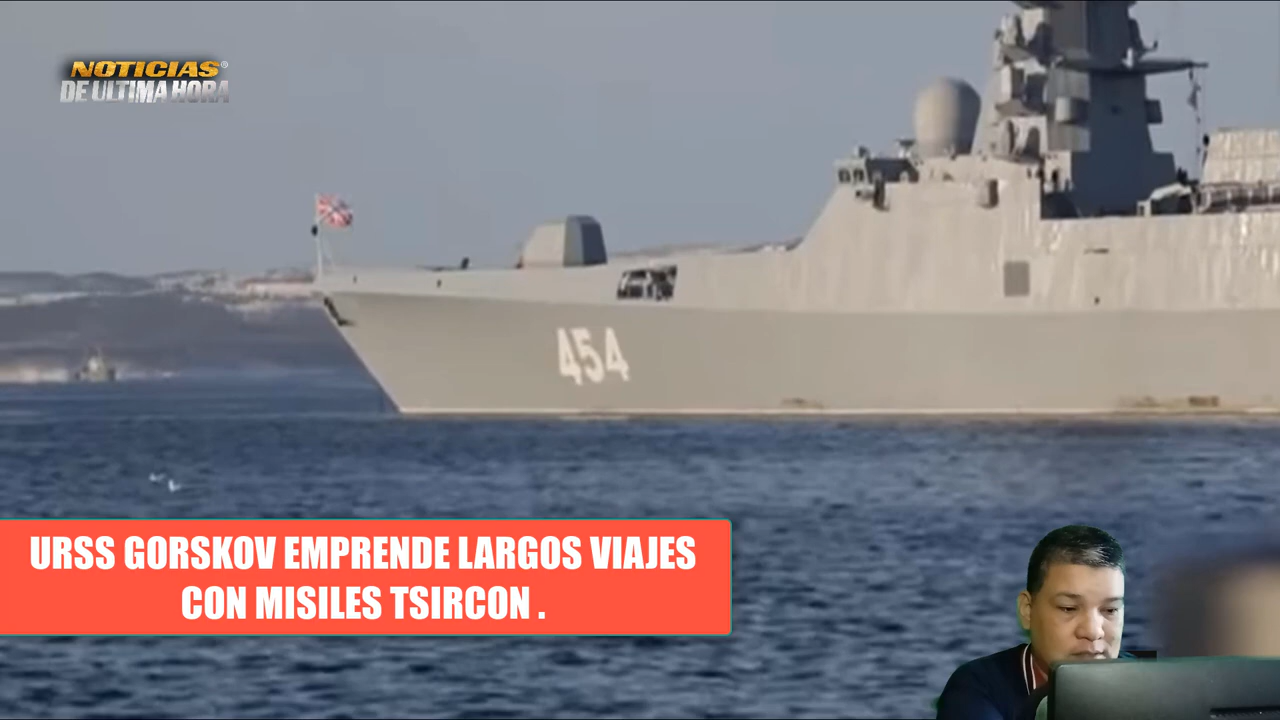 NOTICIAS®
DE ULTIMA HORA
454
URSS GORSKOV EMPRENDE LARGOS VIAJES
CON MISILES TSIRCON .